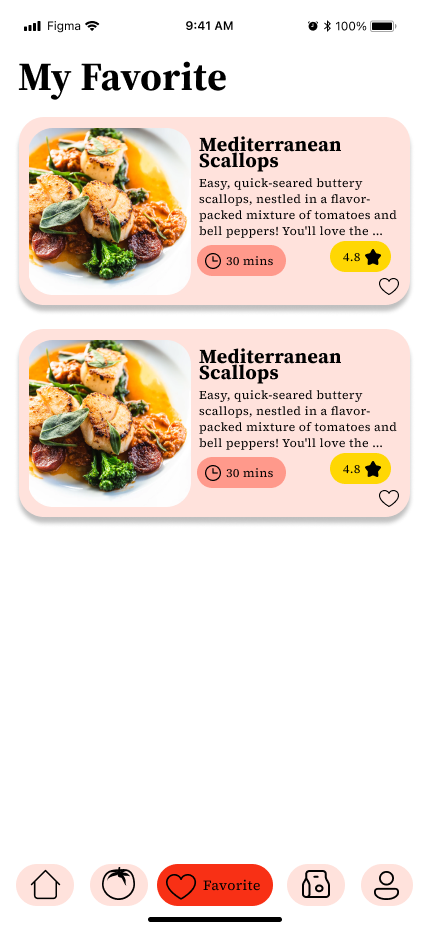 Figma 9:41 AM 100%
My Favorite
Mediterranean
Scallops
Easy, quick-seared buttery
scallops, nestled in a flavor-
packed mixture of tomatoes and
bell peppers! You'll love the ...
30 mins 4.8
Mediterranean
Scallops
Easy, quick-seared buttery
scallops, nestled in a flavor-
packed mixture of tomatoes and
bell peppers! You'll love the ...
30 mins 4.8
Favorite